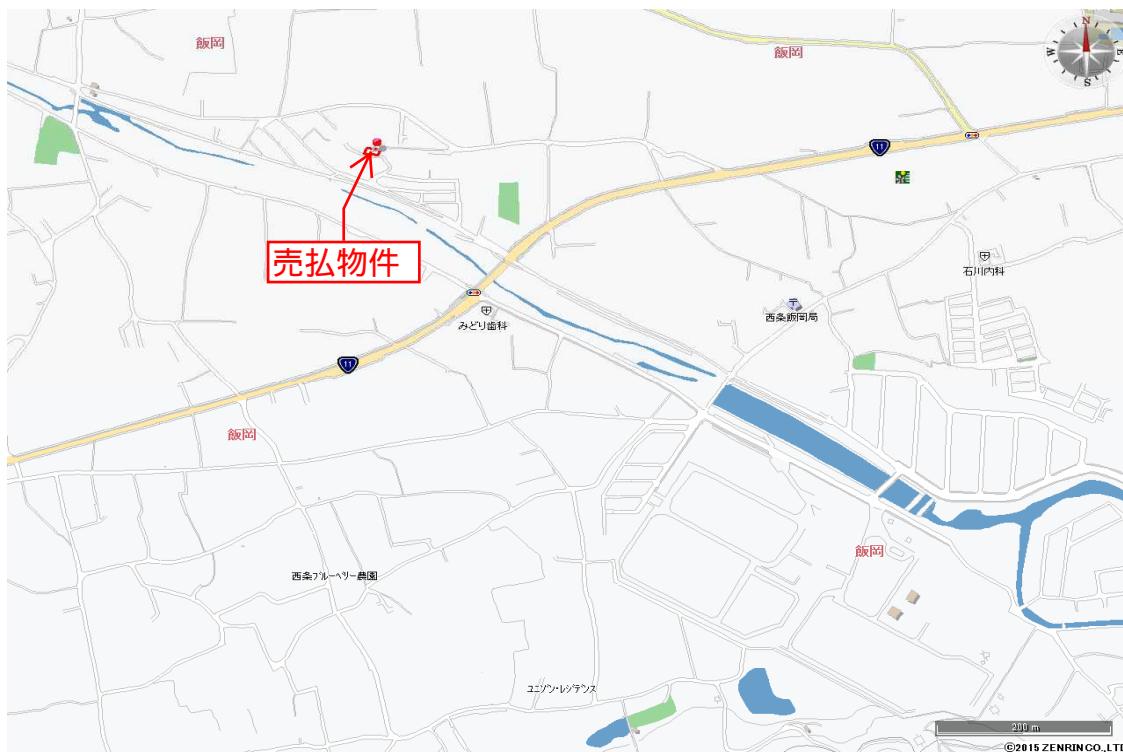 飯岡
飯岡
N
W
E
S
11
売払物件
石川内科
西条飯岡局
みどり歯科
11
飯岡
飯岡
西条ブルーベリー農園
ユニゾン・レジデンス
200 m
©2015 ZENRIN CO., LT